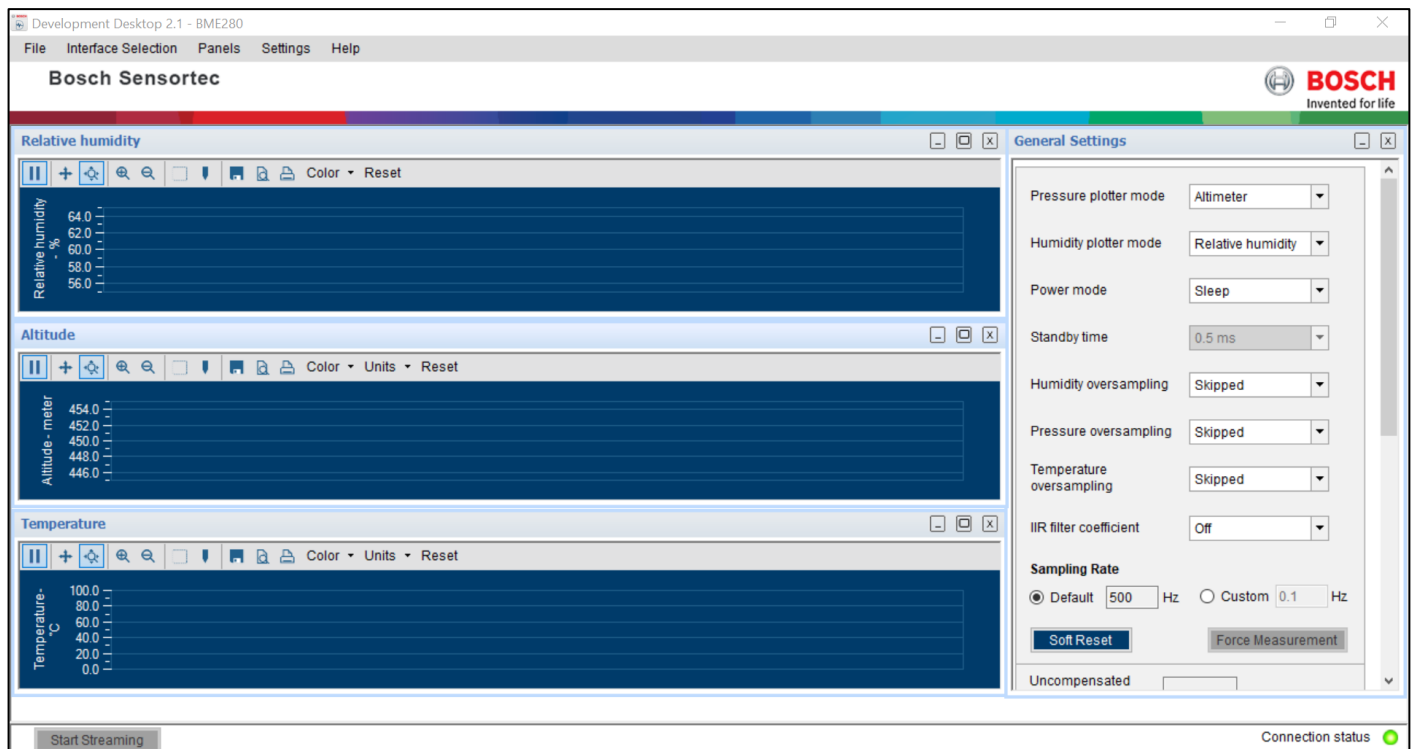 Development Desktop 2.1 - BME280
File Interface Selection Panels Settings Help
Bosch Sensortec
BOSCH
Invented for life
Relative humidity
Color Reset
Relative humidity
- %
64.0
62.0
60.0
58.0
56.0
Altitude
Color Units Reset
Altitude - meter
454.0
452.0
450.0
448.0
446.0
Temperature
Color Units Reset
Temperature-
°C
100.0
80.0
60.0
40.0
20.0
0.0
General Settings
Pressure plotter mode Altimeter
Humidity plotter mode Relative humidity
Power mode Sleep
Standby time 0.5 ms
Humidity oversampling Skipped
Pressure oversampling Skipped
Temperature
oversampling Skipped
IIR filter coefficient Off
Sampling Rate
Default 500 Hz Custom 0.1 Hz
Soft Reset Force Measurement
Uncompensated
Start Streaming
Connection status